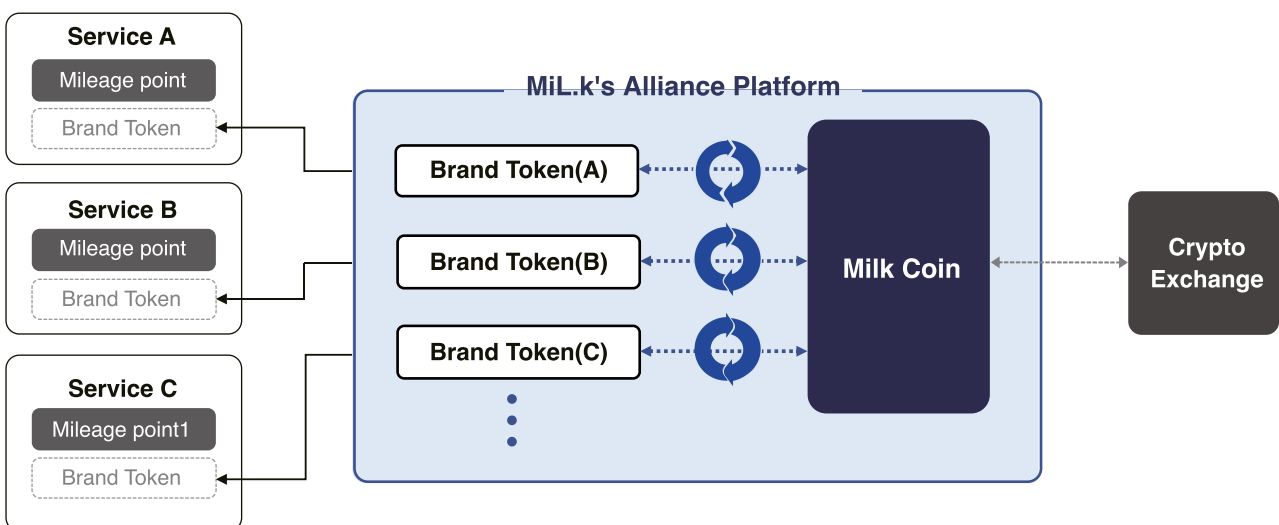 Service A
Mileage point
Brand Token
Service B
Mileage point
Brand Token
Service C
Mileage point1
Brand Token
MiL.k's Alliance Platform
Brand Token(A)
Brand Token(B)
Brand Token(C)
Milk Coin
Crypto
Exchange